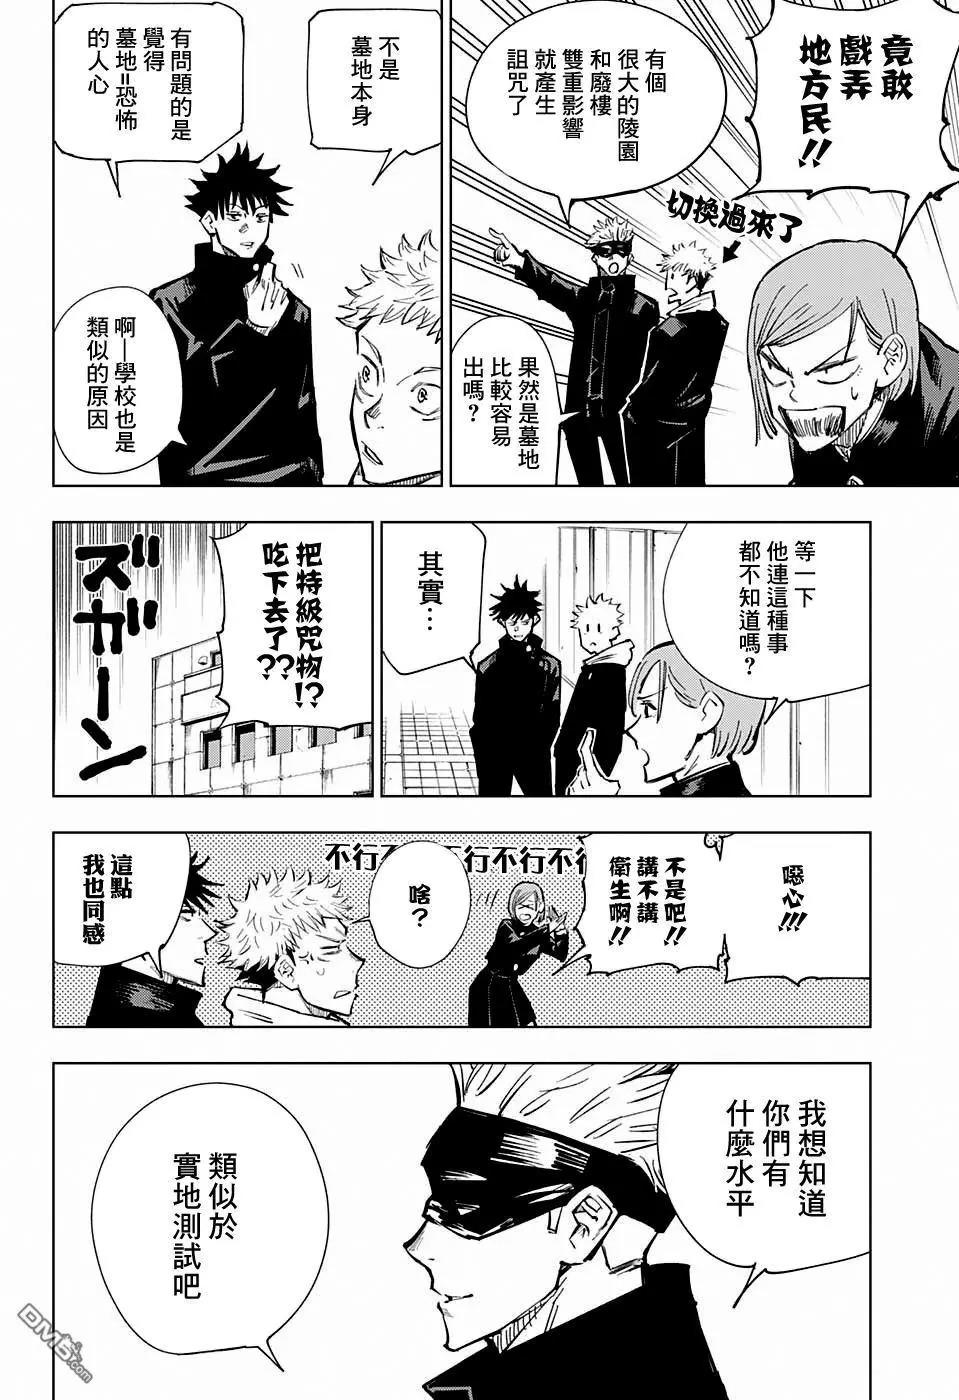 竟敢
戲弄
地方民!!
有個
很大的陵園
和廢樓
雙重影響
就產生
詛咒了
切換過來了
果然是墓地
比較容易
出嗎?
不是
墓地本身
有問題的是
覺得
墓地=恐怖
的人心
啊—學校也是
類似的原因
等一下
他連這種事
都不知道嗎?
其實…
把特級咒物!?
吃下去了??
ズガーン
噁心!!!
不是吧!!
講不講
衛生啊!!
不行不行不行不行
啥?
這點
我也同感
我想知道
你們有
什麼水平
類似於
實地測試吧